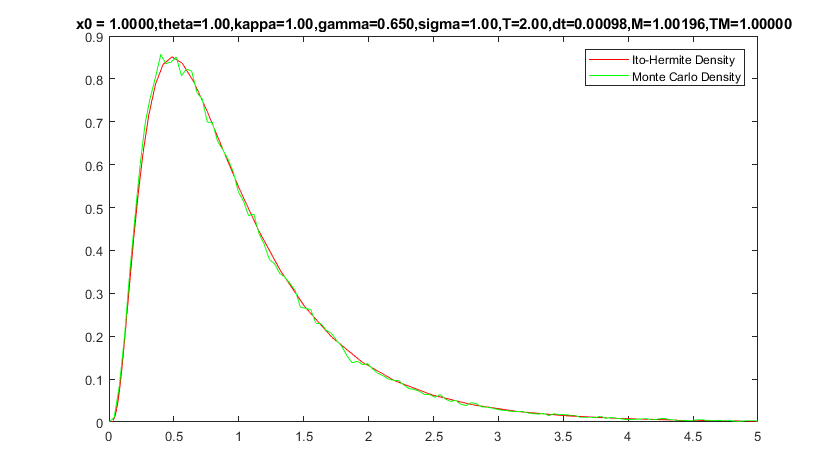 x0 = 1.0000,theta=1.00,kappa=1.00,gamma=0.650,sigma=1.00,T=2.00,dt=0.00098,M=1.00196,TM=1.00000
0.9
0.8
0.7
0.6
0.5
0.4
0.3
0.2
0.1
0
Ito-Hermite Density
Monte Carlo Density
0 0.5 1 1.5 2 2.5 3 3.5 4 4.5 5